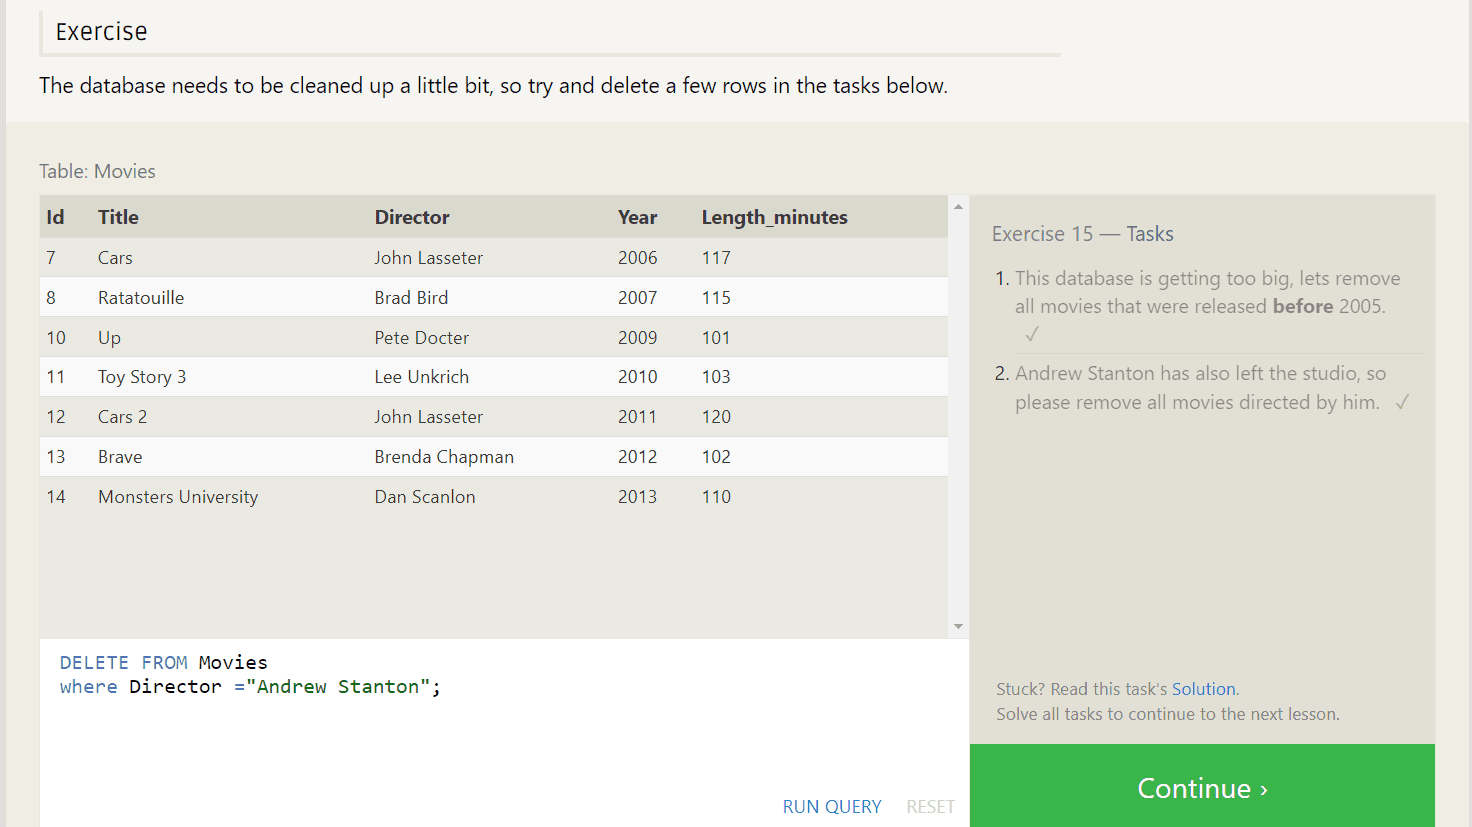 Exercise
The database needs to be cleaned up a little bit, so try and delete a few rows in the tasks below.
Table: Movies
Id Title Director Year Length_minutes
7 Cars John Lasseter 2006 117
8 Ratatouille Brad Bird 2007 115
10 Up Pete Docter 2009 101
11 Toy Story 3 Lee Unkrich 2010 103
12 Cars 2 John Lasseter 2011 120
13 Brave Brenda Chapman 2012 102
14 Monsters University Dan Scanlon 2013 110
DELETE FROM Movies
where Director ="Andrew Stanton";
RUN QUERY RESET
Exercise 15 — Tasks
1. This database is getting too big, lets remove
all movies that were released before 2005.
✓
2. Andrew Stanton has also left the studio, so
please remove all movies directed by him. ✓
Stuck? Read this task's Solution.
Solve all tasks to continue to the next lesson.
Continue ›